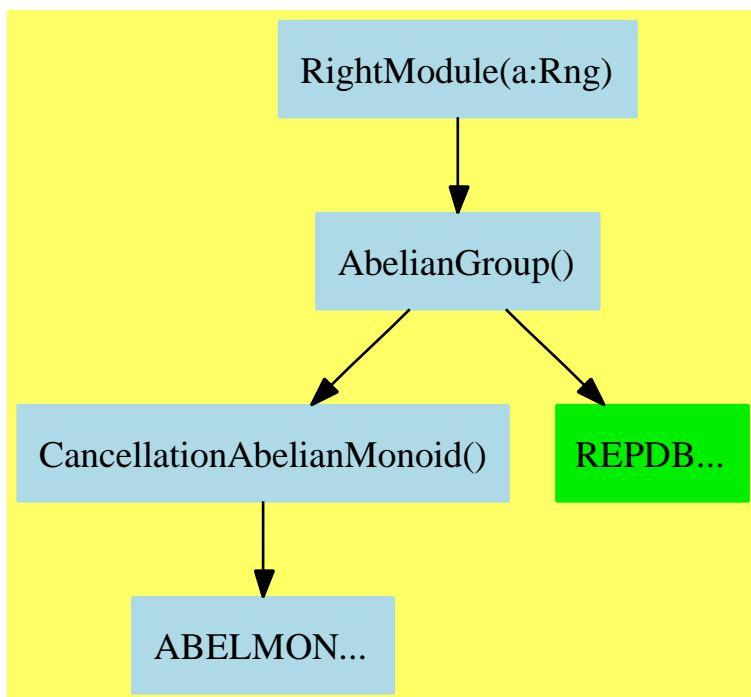 RightModule(a:Rng)
AbelianGroup()
CancellationAbelianMonoid()
REPDB...
ABELMON...